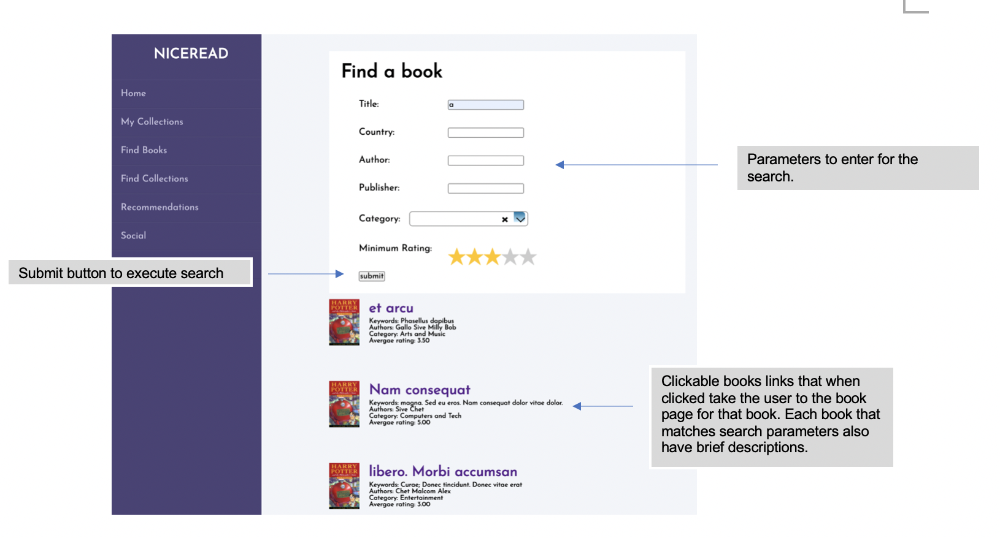 NICEREAD
Home
My Collections
Find Books
Find Collections
Recommendations
Social
Submit button to execute search
Find a book
Title:
a
Country:
Author:
Publisher:
Category:
Minimum Rating:
submit
Parameters to enter for the
search.
HARRY
POTTER
et arcu
Keywords: Phasellus dapibus
Authors: Gallo Sive Milly Bob
Category: Arts and Music
Avergae rating: 3.50
HARRY
POTTER
Nam consequat
Keywords: magna. Sed eu eros. Nam consequat dolor vitae dolor.
Authors: Sive Chet
Category: Computers and Tech
Avergae rating: 5.00
Clickable books links that when
clicked take the user to the book
page for that book. Each book that
matches search parameters also
have brief descriptions.
HARRY
POTTER
libero. Morbi accumsan
Keywords: Curae; Donec tincidunt. Donec vitae erat
Authors: Chet Malcom Alex
Category: Entertainment
Avergae rating: 3.00